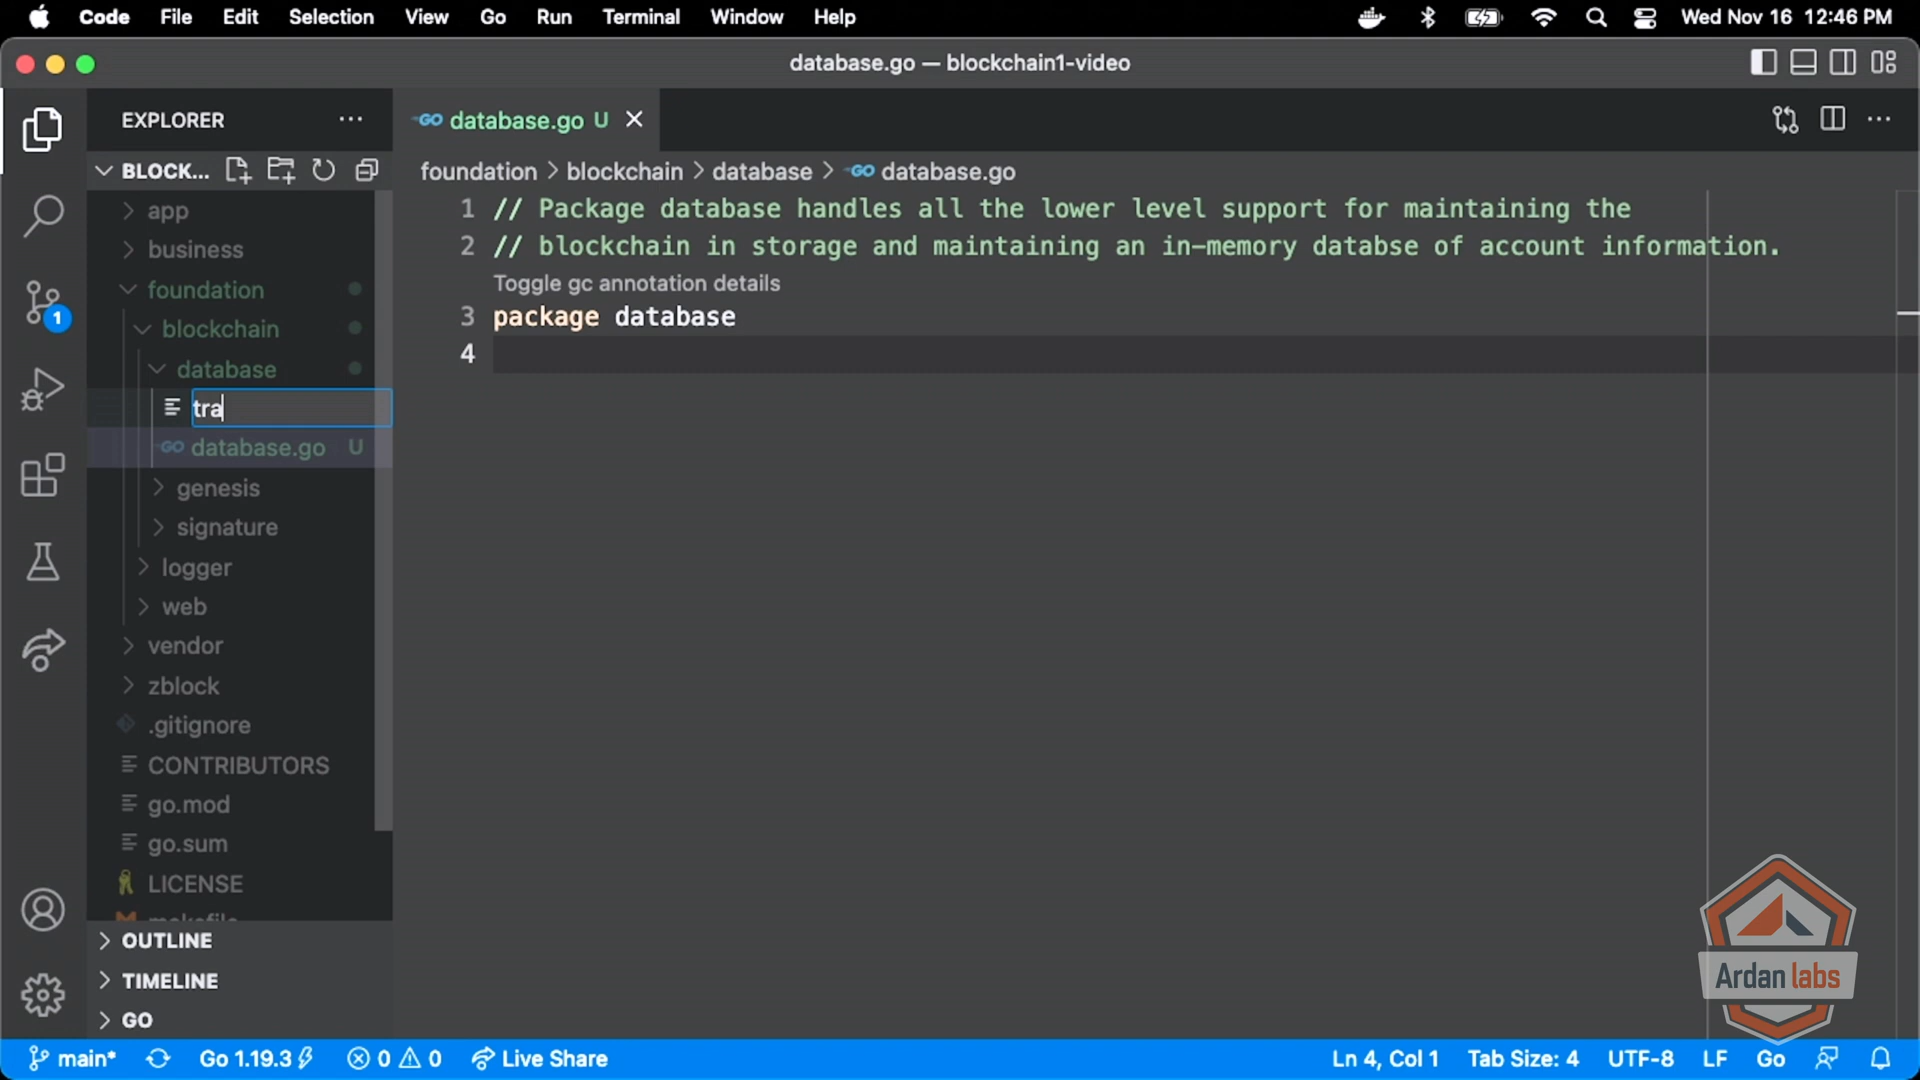 Code File Edit Selection View Go Run Terminal Window Help Wed Nov 16 12:46 PM
database.go — blockchain1-video
EXPLORER
BLOCK...
app
business
foundation
blockchain
database
tra
database.go U
genesis
signature
logger
web
vendor
zblock
.gitignore
CONTRIBUTORS
go.mod
go.sum
LICENSE
makefile
OUTLINE
TIMELINE
GO
1
GO database.go U
foundation > blockchain > database > GO database.go
1 // Package database handles all the lower level support for maintaining the
2 // blockchain in storage and maintaining an in-memory databse of account information.
Toggle gc annotation details
3 package database
4
Ardan labs
main* Go 1.19.3 0 0 Live Share Ln 4, Col 1 Tab Size: 4 UTF-8 LF Go